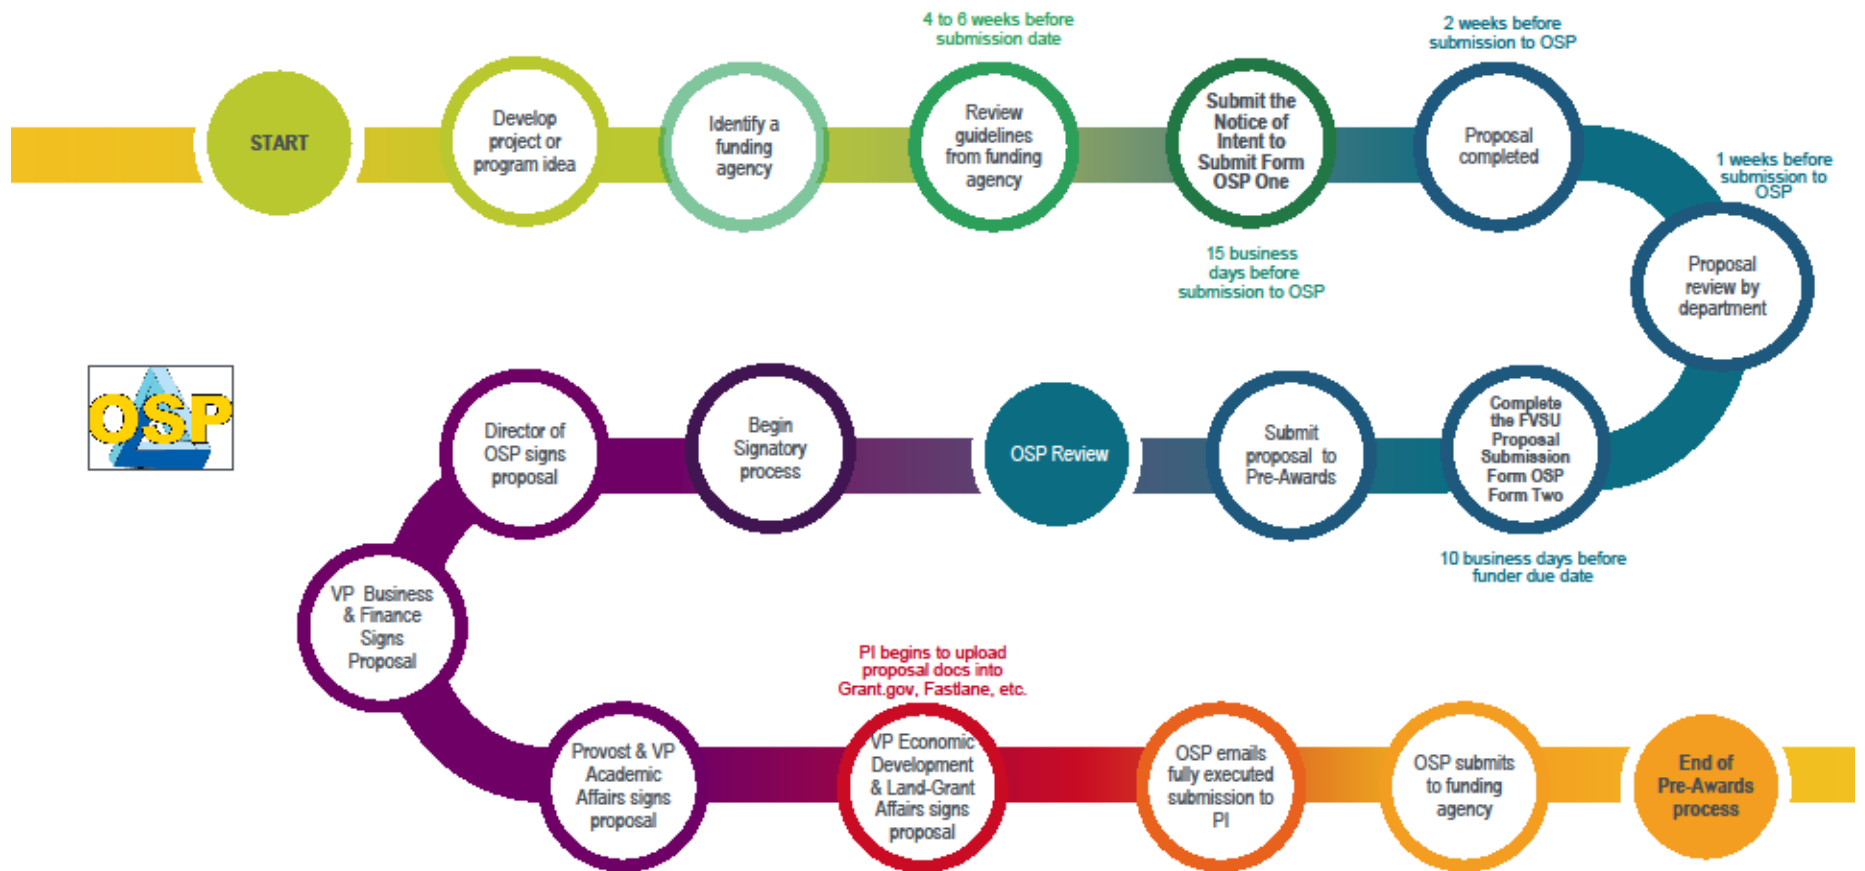 4 to 6 weeks before
submission date
2 weeks before
submission to OSP
START
Develop
project or
program idea
Identify a
funding
agency
Review
guidelines
from funding
agency
Submit the
Notice of
Intent to
Submit Form
OSP One
Proposal
completed
1 weeks before
submission to
OSP
15 business
days before
submission to OSP
Proposal
review by
department
OSP
Director of
OSP signs
proposal
Begin
Signatory
process
OSP Review
Submit
proposal to
Pre-Awards
Complete
the FVSU
Proposal
Submission
Form OSP
Form Two
10 business days before
funder due date
VP Business
& Finance
Signs
Proposal
PI begins to upload
proposal docs into
Grant.gov, Fastlane, etc.
Provost & VP
Academic
Affairs signs
proposal
VP Economic
Development
& Land-Grant
Affairs signs
proposal
OSP emails
fully executed
submission to
PI
OSP submits
to funding
agency
End of
Pre-Awards
process